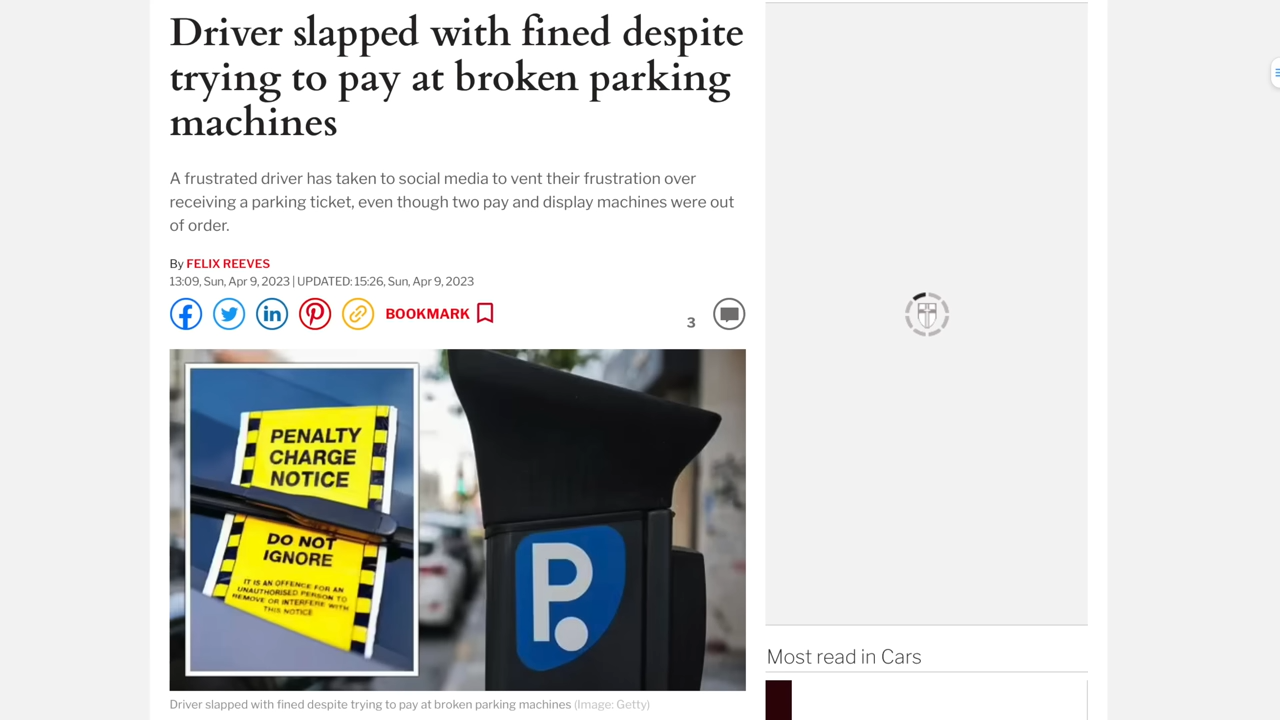 Driver slapped with fined despite
trying to pay at broken parking
machines
A frustrated driver has taken to social media to vent their frustration over
receiving a parking ticket, even though two pay and display machines were out
of order.
By FELIX REEVES
13:09, Sun, Apr 9, 2023 | UPDATED: 15:26, Sun, Apr 9, 2023
BOOKMARK
3
PENALTY
CHARGE
NOTICE
DO NOT
IGNORE
IT IS AN OFFENCE FOR AN
UNAUTHORISED PERSON TO
REMOVE OR INTERFERE WITH
THIS NOTICE
P
Driver slapped with fined despite trying to pay at broken parking machines (Image: Getty)
Most read in Cars